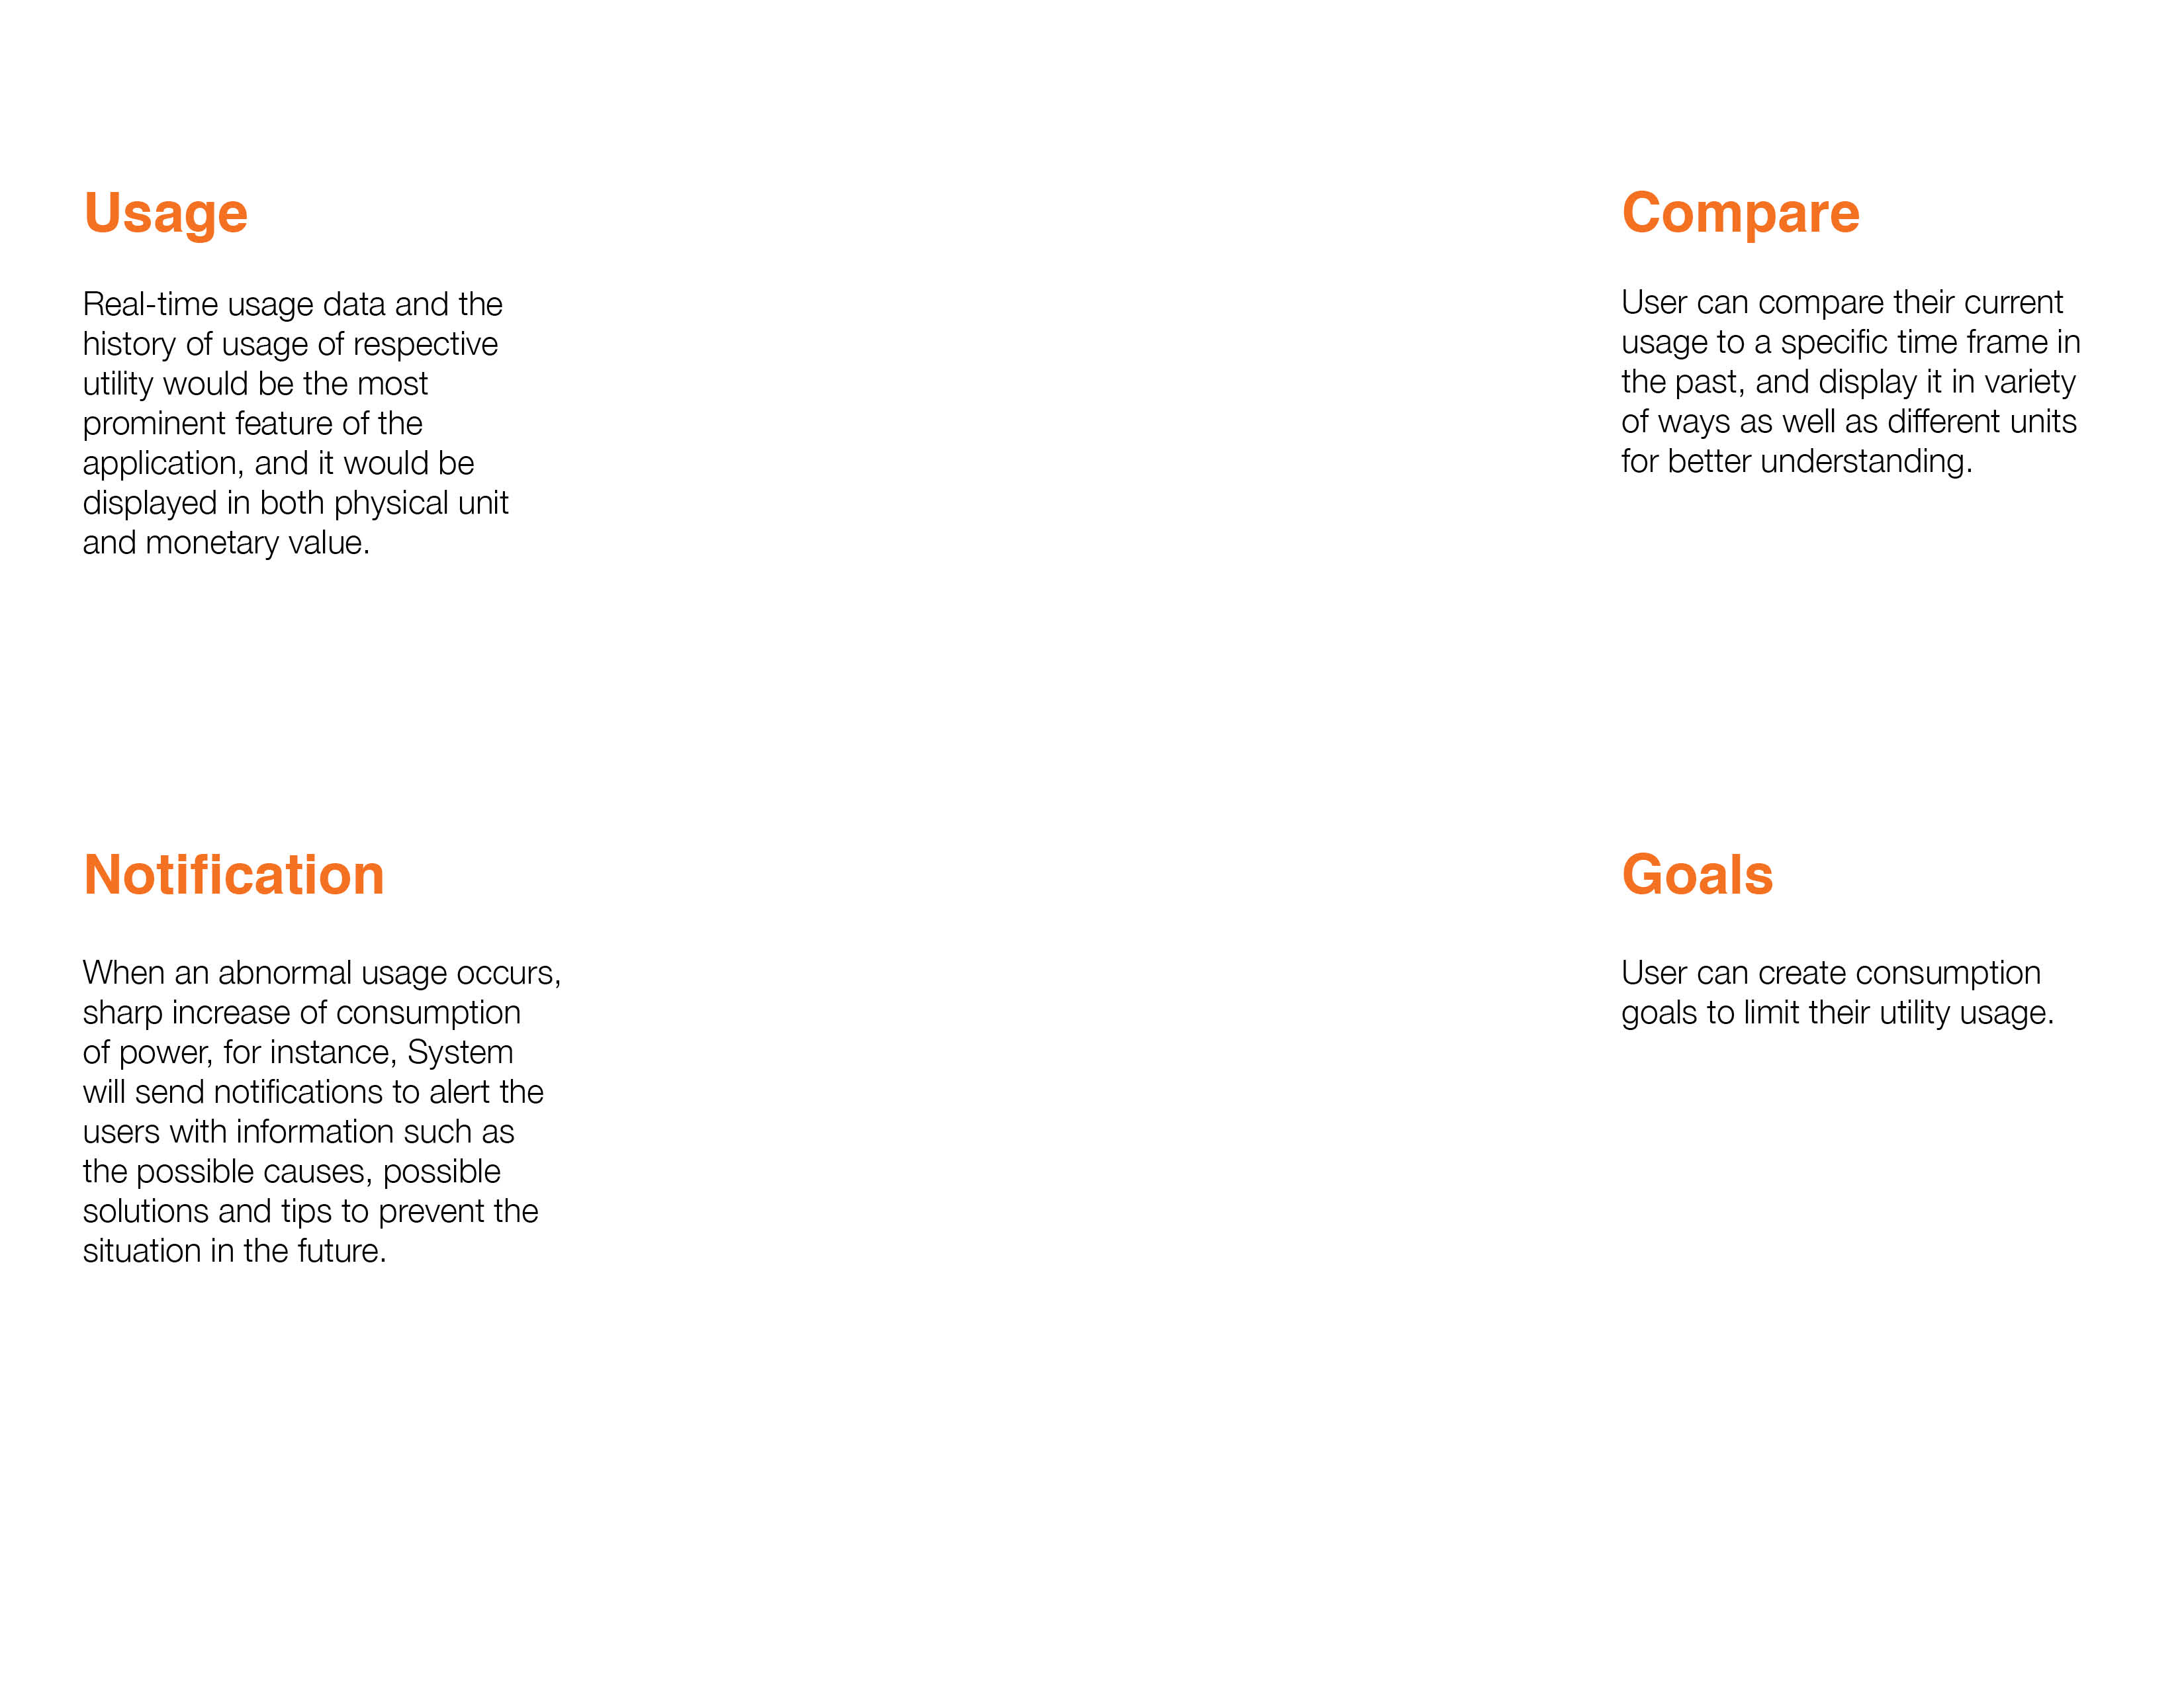 Usage
Real-time usage data and the
history of usage of respective
utility would be the most
prominent feature of the
application, and it would be
displayed in both physical unit
and monetary value.
Compare
User can compare their current
usage to a specific time frame in
the past, and display it in variety
of ways as well as different units
for better understanding.
Notification
When an abnormal usage occurs,
sharp increase of consumption
of power, for instance, System
will send notifications to alert the
users with information such as
the possible causes, possible
solutions and tips to prevent the
situation in the future.
Goals
User can create consumption
goals to limit their utility usage.